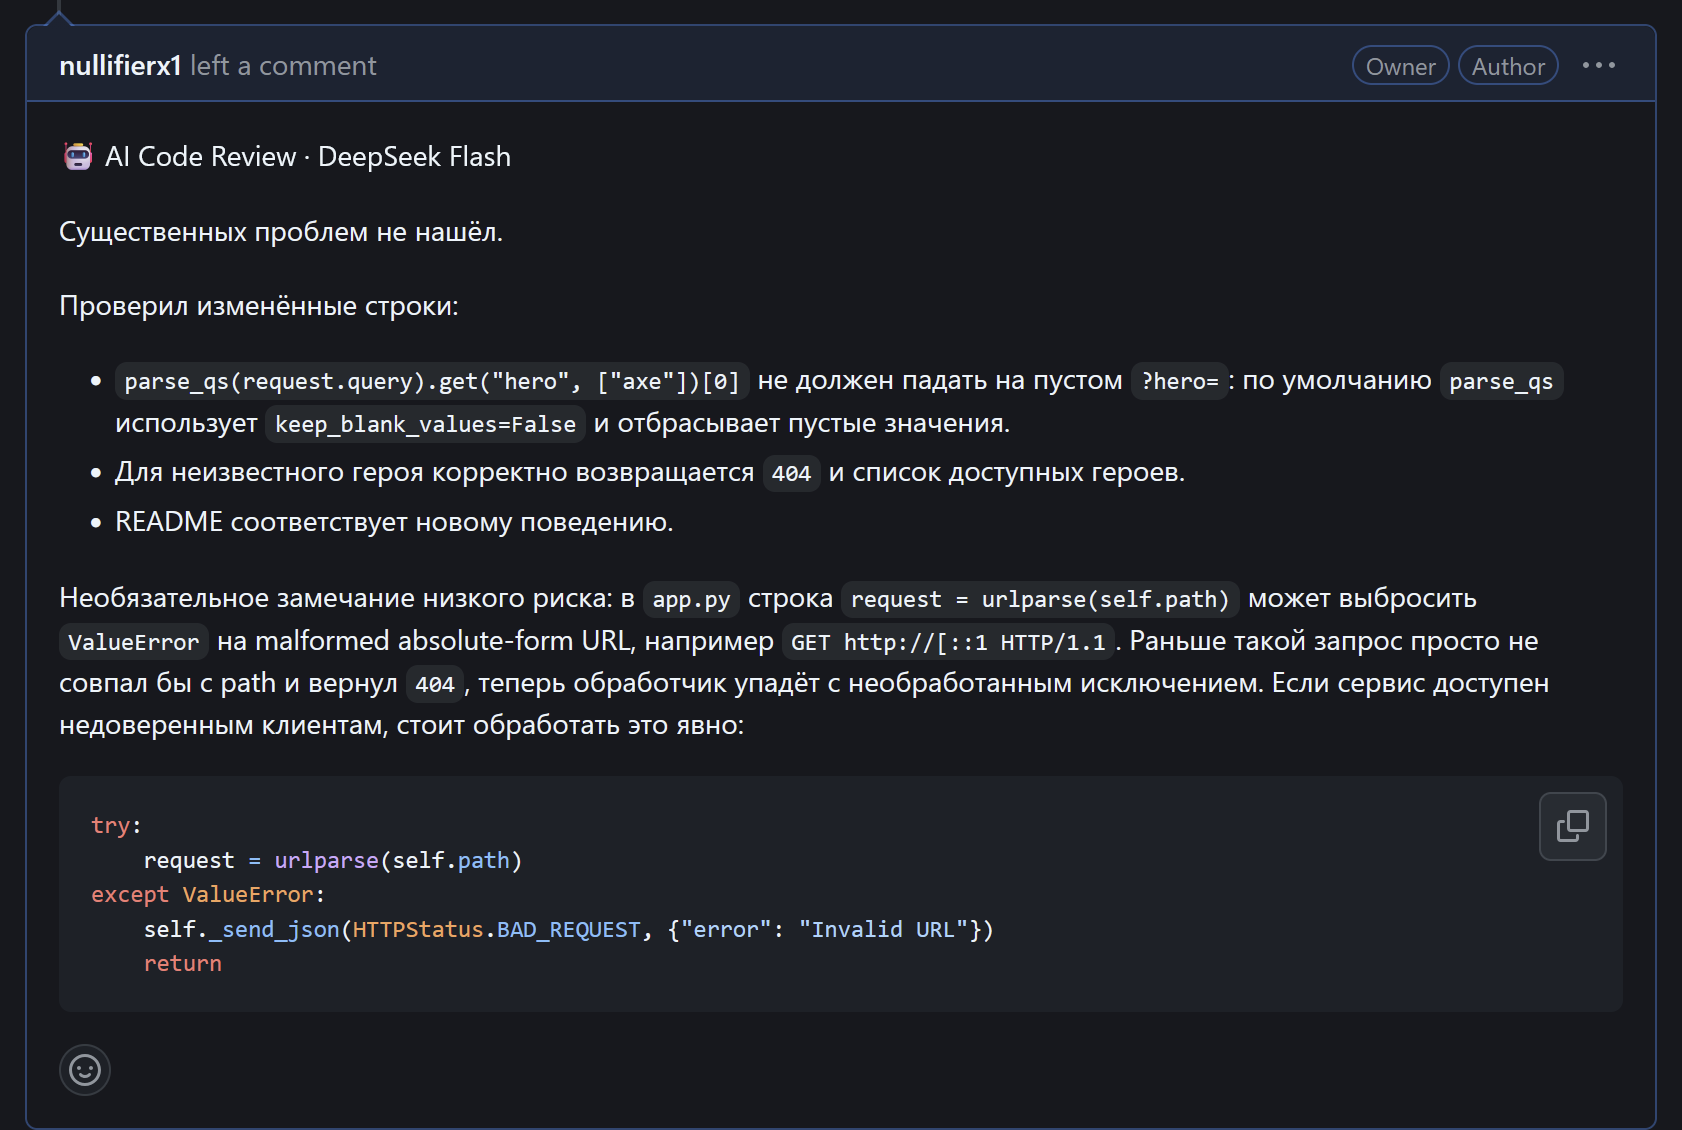 nullifierx1 left a comment
Owner
Author
AI Code Review · DeepSeek Flash
Существенных проблем не нашёл.
Проверил изменённые строки:
• parse_qs(request.query).get("hero", ["axe"])[0] не должен падать на пустом ?hero= : по умолчанию parse_qs
использует keep_blank_values=False и отбрасывает пустые значения.
• Для неизвестного героя корректно возвращается 404 и список доступных героев.
• README соответствует новому поведению.
Необязательное замечание низкого риска: в app.py строка request = urlparse(self.path) может выбросить
ValueError на malformed absolute-form URL, например GET http://[::1 HTTP/1.1 . Раньше такой запрос просто не
совпал бы с path и вернул 404 , теперь обработчик упадёт с необработанным исключением. Если сервис доступен
недоверенным клиентам, стоит обработать это явно:
try:
    request = urlparse(self.path)
except ValueError:
    self._send_json(HTTPStatus.BAD_REQUEST, {"error": "Invalid URL"})
    return